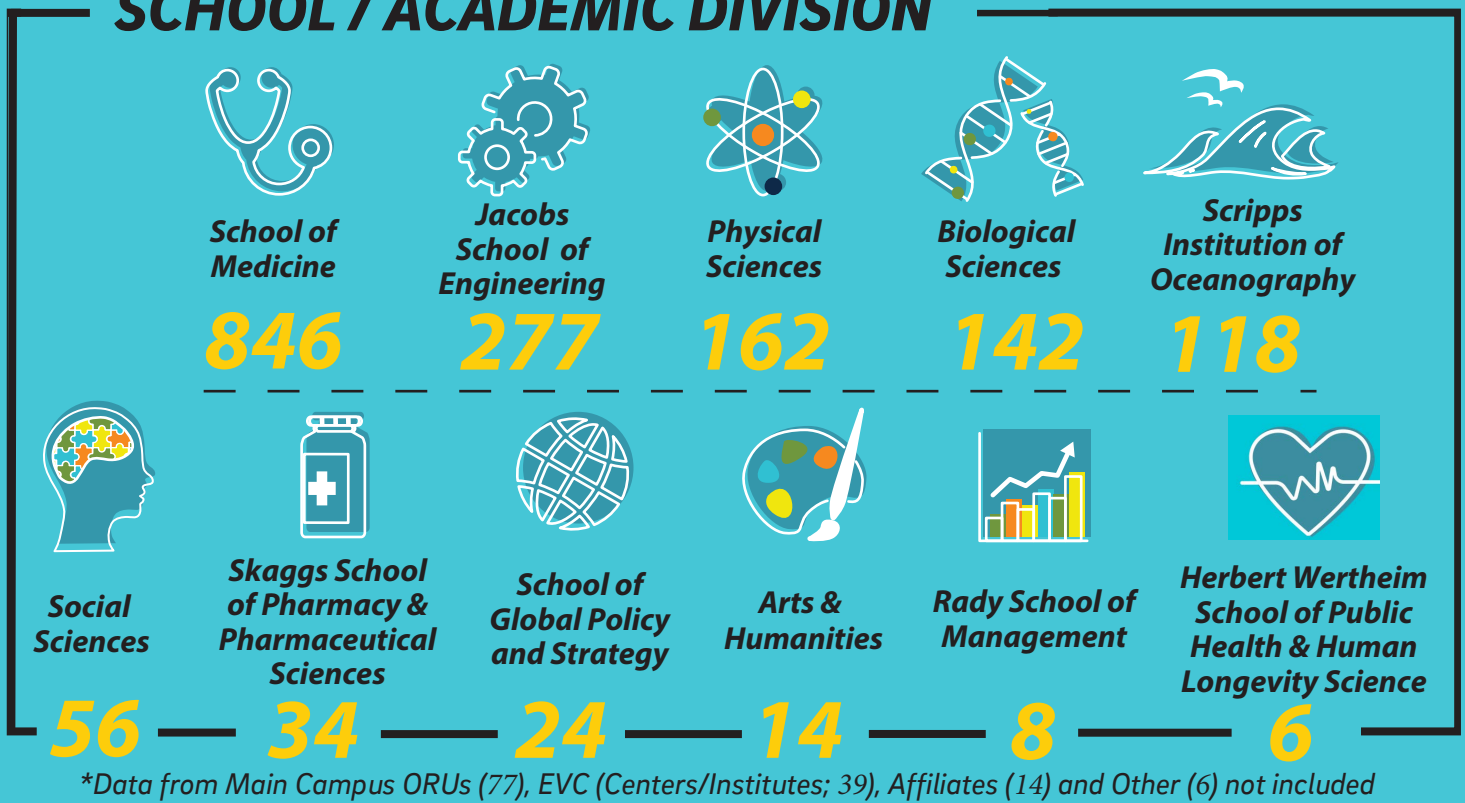 SCHOOL / ACADEMIC DIVISION
School of
Medicine
846
Jacobs
School of
Engineering
277
Physical
Sciences
162
Biological
Sciences
142
Scripps
Institution of
Oceanography
118
Social
Sciences
56
Skaggs School
of Pharmacy &
Pharmaceutical
Sciences
34
School of
Global Policy
and Strategy
24
Arts &
Humanities
14
Rady School of
Management
8
Herbert Wertheim
School of Public
Health & Human
Longevity Science
6
*Data from Main Campus ORUs (77), EVC (Centers/Institutes; 39), Affiliates (14) and Other (6) not included